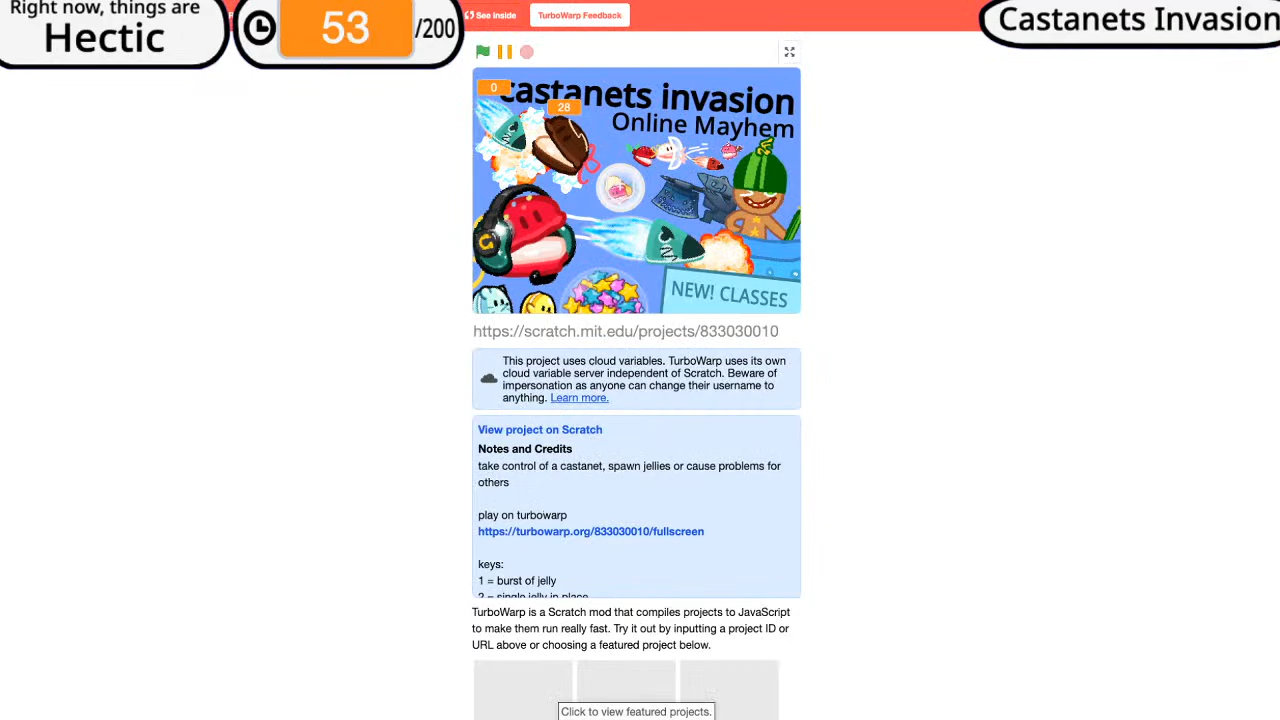 Right now, things are
Hectic
53
/200
See inside
TurboWarp Feedback
Castanets Invasion
0
28
castanets invasion
Online Mayhem
NEW! CLASSES
https://scratch.mit.edu/projects/833030010
This project uses cloud variables. TurboWarp uses its own
cloud variable server independent of Scratch. Beware of
impersonation as anyone can change their username to
anything. Learn more.
View project on Scratch
Notes and Credits
take control of a castanet, spawn jellies or cause problems for
others
play on turbowarp
https://turbowarp.org/833030010/fullscreen
keys:
1 = burst of jelly
2 = single jelly in place
TurboWarp is a Scratch mod that compiles projects to JavaScript
to make them run really fast. Try it out by inputting a project ID or
URL above or choosing a featured project below.
Click to view featured projects.